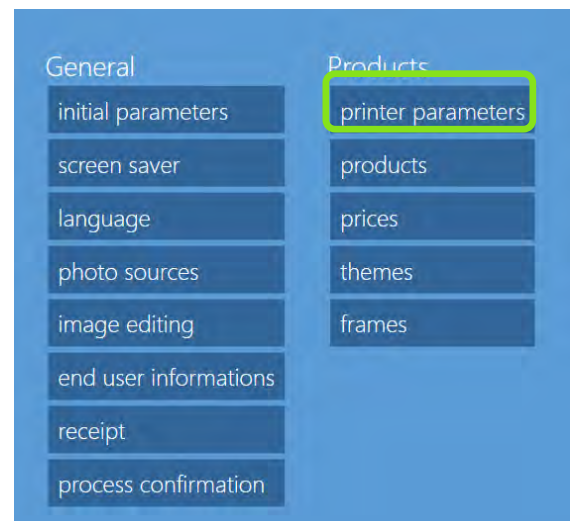 General
initial parameters
screen saver
language
photo sources
image editing
end user informations
receipt
process confirmation
Products
printer parameters
products
prices
themes
frames